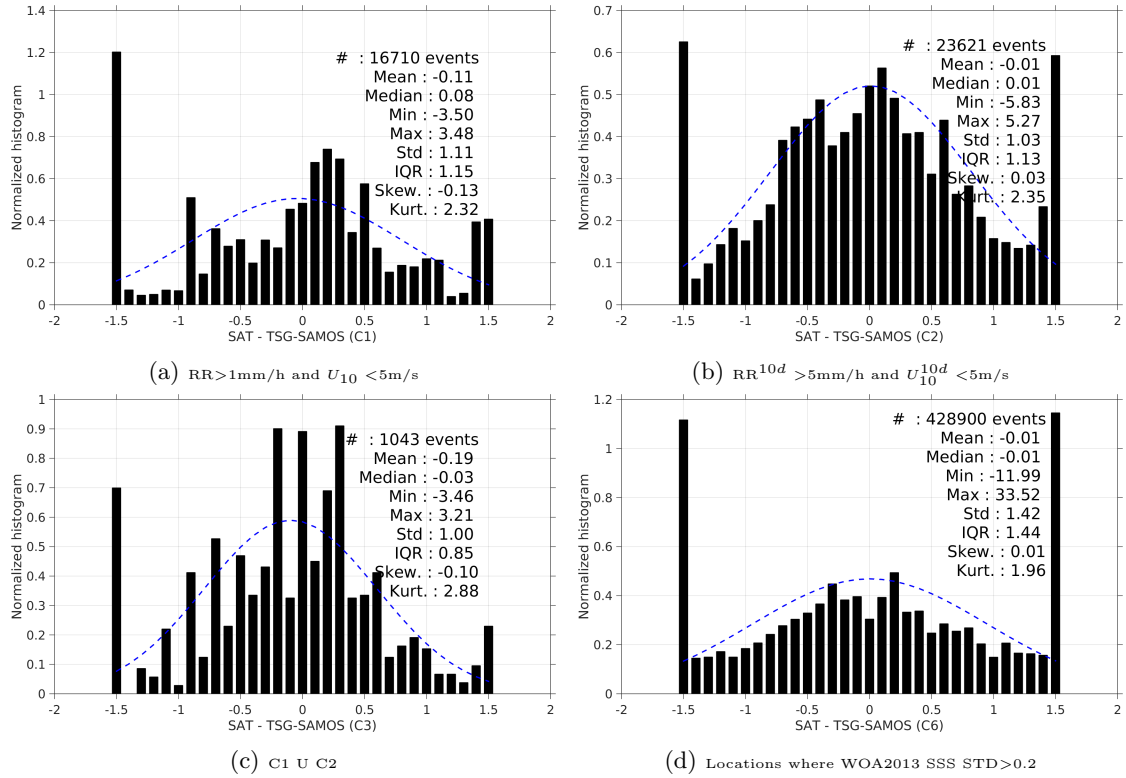 1.4
1.2
1
0.8
0.6
0.4
0.2
0
Normalized histogram
# : 16710 events
Mean : -0.11
Median : 0.08
Min : -3.50
Max : 3.48
Std : 1.11
IQR : 1.15
Skew. : -0.13
Kurt. : 2.32
-2 -1.5 -1 -0.5 0 0.5 1 1.5 2
SAT - TSG-SAMOS (C1)
(a) RR>1mm/h and U10 <5m/s
0.7
0.6
0.5
0.4
0.3
0.2
0.1
0
Normalized histogram
# : 23621 events
Mean : -0.01
Median : 0.01
Min : -5.83
Max : 5.27
Std : 1.03
IQR : 1.13
Skew. : 0.03
Kurt. : 2.35
-2 -1.5 -1 -0.5 0 0.5 1 1.5 2
SAT - TSG-SAMOS (C2)
(b) RR^10d >5mm/h and U10^10d <5m/s
1
0.9
0.8
0.7
0.6
0.5
0.4
0.3
0.2
0.1
0
Normalized histogram
# : 1043 events
Mean : -0.19
Median : -0.03
Min : -3.46
Max : 3.21
Std : 1.00
IQR : 0.85
Skew. : -0.10
Kurt. : 2.88
-2 -1.5 -1 -0.5 0 0.5 1 1.5 2
SAT - TSG-SAMOS (C3)
(c) C1 U C2
1.2
1
0.8
0.6
0.4
0.2
0
Normalized histogram
# : 428900 events
Mean : -0.01
Median : -0.01
Min : -11.99
Max : 33.52
Std : 1.42
IQR : 1.44
Skew. : 0.01
Kurt. : 1.96
-2 -1.5 -1 -0.5 0 0.5 1 1.5 2
SAT - TSG-SAMOS (C6)
(d) Locations where WOA2013 SSS STD>0.2